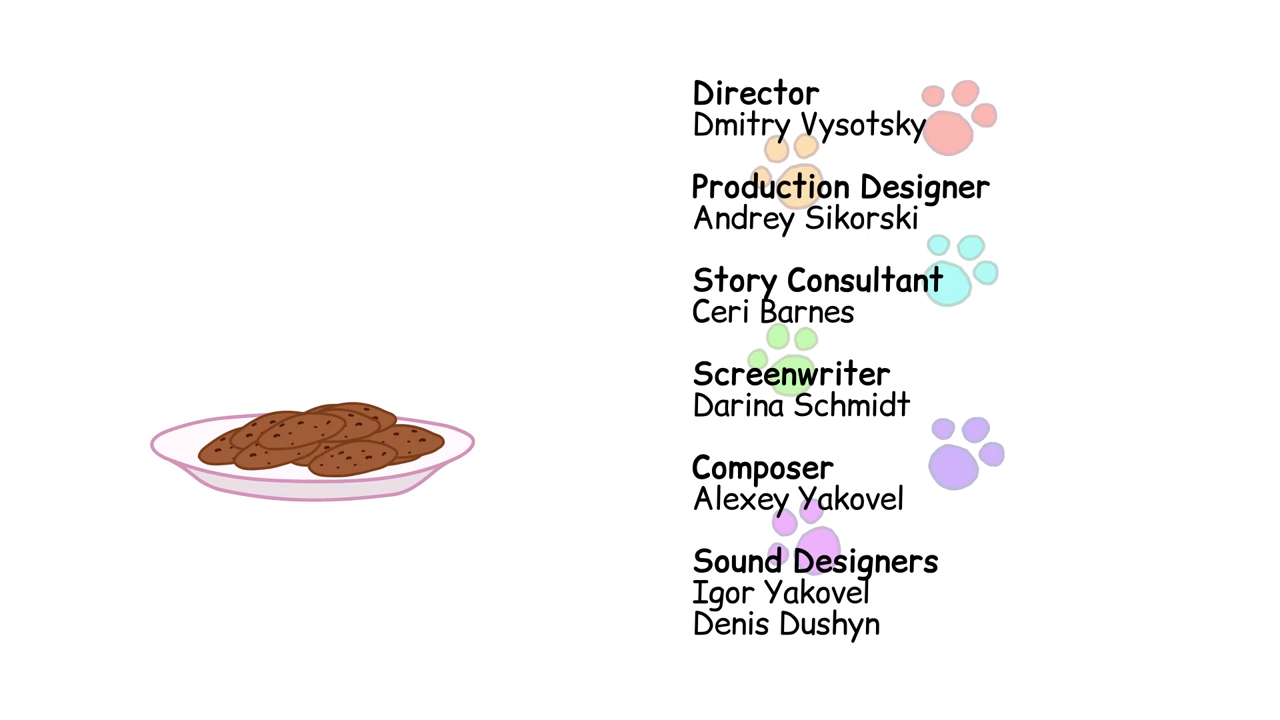 Director
Dmitry Vysotsky
Production Designer
Andrey Sikorski
Story Consultant
Ceri Barnes
Screenwriter
Darina Schmidt
Composer
Alexey Yakovel
Sound Designers
Igor Yakovel
Denis Dushyn